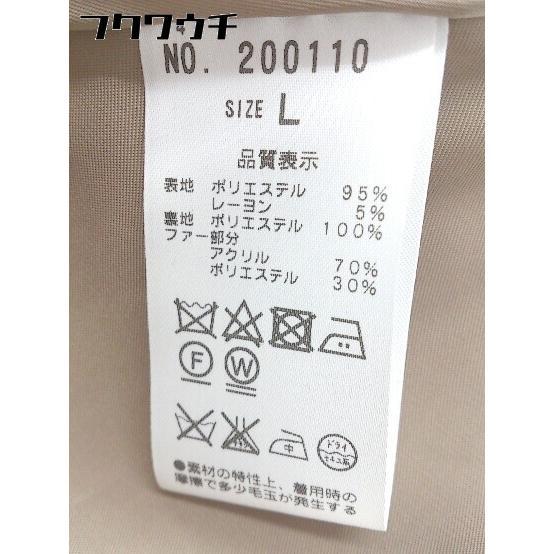 フクワウチ
NO. 200110
SIZE L
品質表示
表地 ポリエステル 95%
レーヨン 5%
裏地 ポリエステル 100%
ファー部分
アクリル 70%
ポリエステル 30%
F W
中 ドライ セキユ系
●素材の特性上、着用時の
摩擦で多少毛玉が発生する